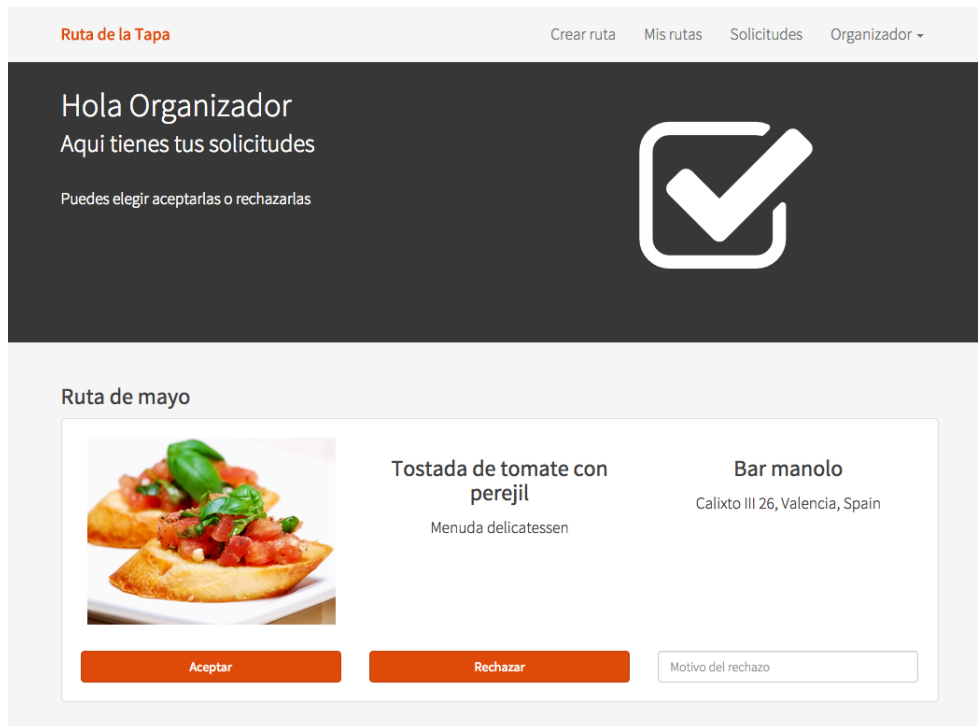 Ruta de la Tapa
Crear ruta
Mis rutas
Solicitudes
Organizador
Hola Organizador
Aqui tienes tus solicitudes
Puedes elegir aceptarlas o rechazarlas
Ruta de mayo
Tostada de tomate con
perejil
Menuda delicatessen
Bar manolo
Calixto III 26, Valencia, Spain
Aceptar
Rechazar
Motivo del rechazo